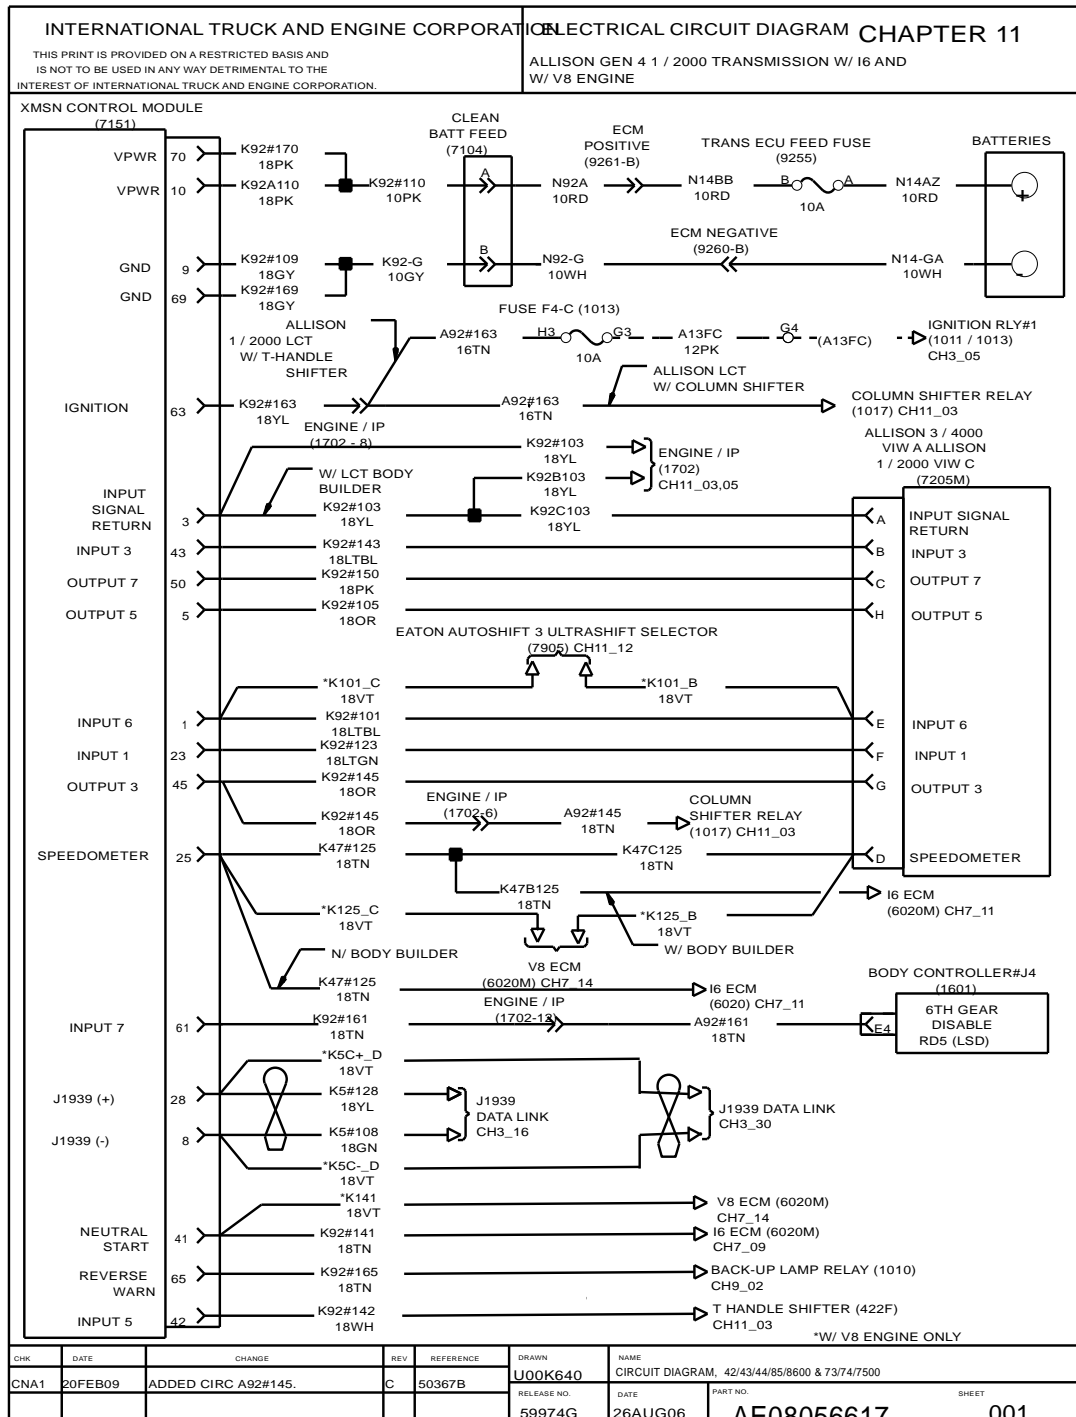 INTERNATIONAL TRUCK AND ENGINE CORPORATION
THIS PRINT IS PROVIDED ON A RESTRICTED BASIS AND
IS NOT TO BE USED IN ANY WAY DETRIMENTAL TO THE
INTEREST OF INTERNATIONAL TRUCK AND ENGINE CORPORATION.
ELECTRICAL CIRCUIT DIAGRAM CHAPTER 11
ALLISON GEN 4 1 / 2000 TRANSMISSION W/ I6 AND
W/ V8 ENGINE
XMSN CONTROL MODULE
(7151)
CLEAN
BATT FEED
(7104)
ECM
POSITIVE
(9261-B)
TRANS ECU FEED FUSE
(9255)
BATTERIES
VPWR 70 K92#170
18PK
VPWR 10 K92A110
18PK
K92#110
10PK
A
N92A
10RD
N14BB
10RD
B A
10A
N14AZ
10RD
+
ECM NEGATIVE
(9260-B)
GND 9 K92#109
18GY
K92-G
10GY
B
N92-G
10WH
N14-GA
10WH
-
GND 69 K92#169
18GY
FUSE F4-C (1013)
ALLISON
1 / 2000 LCT
W/ T-HANDLE
SHIFTER
A92#163
16TN
H3 G3
10A
A13FC
12PK
G4
(A13FC)
IGNITION RLY#1
(1011 / 1013)
CH3_05
ALLISON LCT
W/ COLUMN SHIFTER
IGNITION 63 K92#163
18YL
A92#163
16TN
COLUMN SHIFTER RELAY
(1017) CH11_03
ENGINE / IP
(1702 - 8)
ALLISON 3 / 4000
VIW A ALLISON
1 / 2000 VIW C
(7205M)
K92#103
18YL
ENGINE / IP
(1702)
CH11_03,05
K92B103
18YL
W/ LCT BODY
BUILDER
INPUT
SIGNAL
RETURN 3
K92#103
18YL
K92C103
18YL
A INPUT SIGNAL
RETURN
INPUT 3 43 K92#143
18LTBL
B INPUT 3
OUTPUT 7 50 K92#150
18PK
C OUTPUT 7
OUTPUT 5 5 K92#105
18OR
H OUTPUT 5
EATON AUTOSHIFT 3 ULTRASHIFT SELECTOR
(7905) CH11_12
*K101_C
18VT
*K101_B
18VT
INPUT 6 1 K92#101
18LTBL
E INPUT 6
INPUT 1 23 K92#123
18LTGN
F INPUT 1
OUTPUT 3 45 K92#145
18OR
G OUTPUT 3
K92#145
18OR
ENGINE / IP
(1702-6)
A92#145
18TN
COLUMN
SHIFTER RELAY
(1017) CH11_03
SPEEDOMETER 25 K47#125
18TN
K47C125
18TN
D SPEEDOMETER
K47B125
18TN
I6 ECM
(6020M) CH7_11
*K125_C
18VT
*K125_B
18VT
W/ BODY BUILDER
N/ BODY BUILDER
V8 ECM
(6020M) CH7_14
K47#125
18TN
I6 ECM
(6020) CH7_11
BODY CONTROLLER#J4
(1601)
INPUT 7 61 K92#161
18TN
ENGINE / IP
(1702-12)
A92#161
18TN
E4
6TH GEAR
DISABLE
RD5 (LSD)
*K5C+_D
18VT
J1939 (+) 28 K5#128
18YL
J1939
DATA LINK
CH3_16
J1939 DATA LINK
CH3_30
J1939 (-) 8 K5#108
18GN
*K5C-_D
18VT
*K141
18VT
V8 ECM (6020M)
CH7_14
NEUTRAL
START 41
K92#141
18TN
I6 ECM (6020M)
CH7_09
REVERSE
WARN 65
K92#165
18TN
BACK-UP LAMP RELAY (1010)
CH9_02
INPUT 5 42 K92#142
18WH
T HANDLE SHIFTER (422F)
CH11_03
*W/ V8 ENGINE ONLY
CHK DATE CHANGE REV REFERENCE
CNA1 20FEB09 ADDED CIRC A92#145. C 50367B
DRAWN
U00K640
NAME
CIRCUIT DIAGRAM, 42/43/44/85/8600 & 73/74/7500
RELEASE NO.
59974G
DATE
26AUG06
PART NO.
AE08056617
SHEET
001